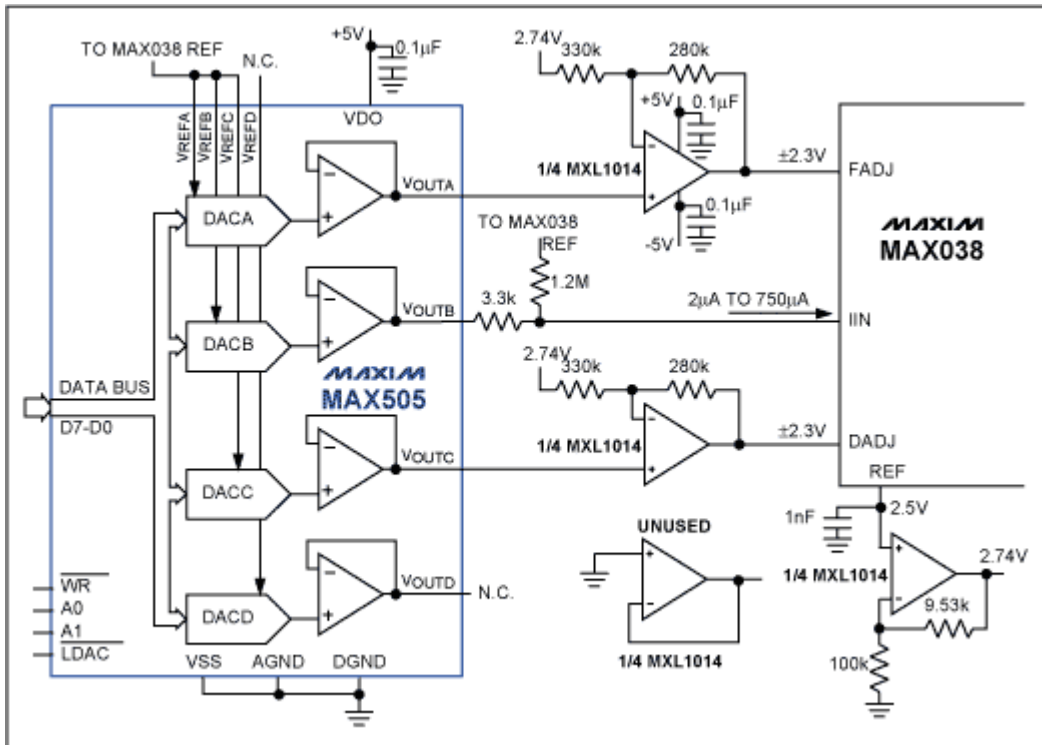 TO MAX038 REF
N.C.
+5V
0.1µF
VDO
VREFA
VREFB
VREFC
VREFD
DACA
DACB
DACC
DACD
−
+
VOUTA
−
+
VOUTB
−
+
VOUTC
−
+
VOUTD
N.C.
MAXIM
MAX505
DATA BUS
D7-D0
WR
A0
A1
LDAC
VSS
AGND
DGND
2.74V
330k
280k
+5V
0.1µF
−
+
1/4 MXL1014
0.1µF
-5V
±2.3V
FADJ
TO MAX038
REF
1.2M
3.3k
2µA TO 750µA
IIN
MAXIM
MAX038
2.74V
330k
280k
−
+
1/4 MXL1014
±2.3V
DADJ
REF
UNUSED
+
−
1/4 MXL1014
1nF
2.5V
+
−
1/4 MXL1014
2.74V
9.53k
100k